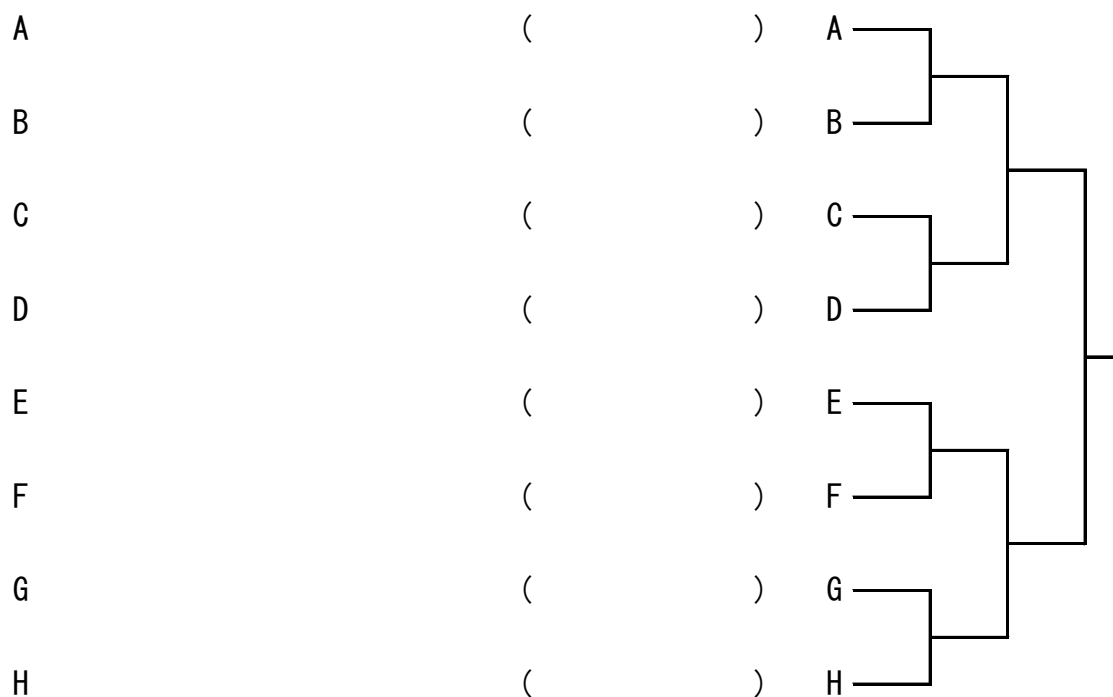 A ( ) A
B ( ) B
C ( ) C
D ( ) D
E ( ) E
F ( ) F
G ( ) G
H ( ) H